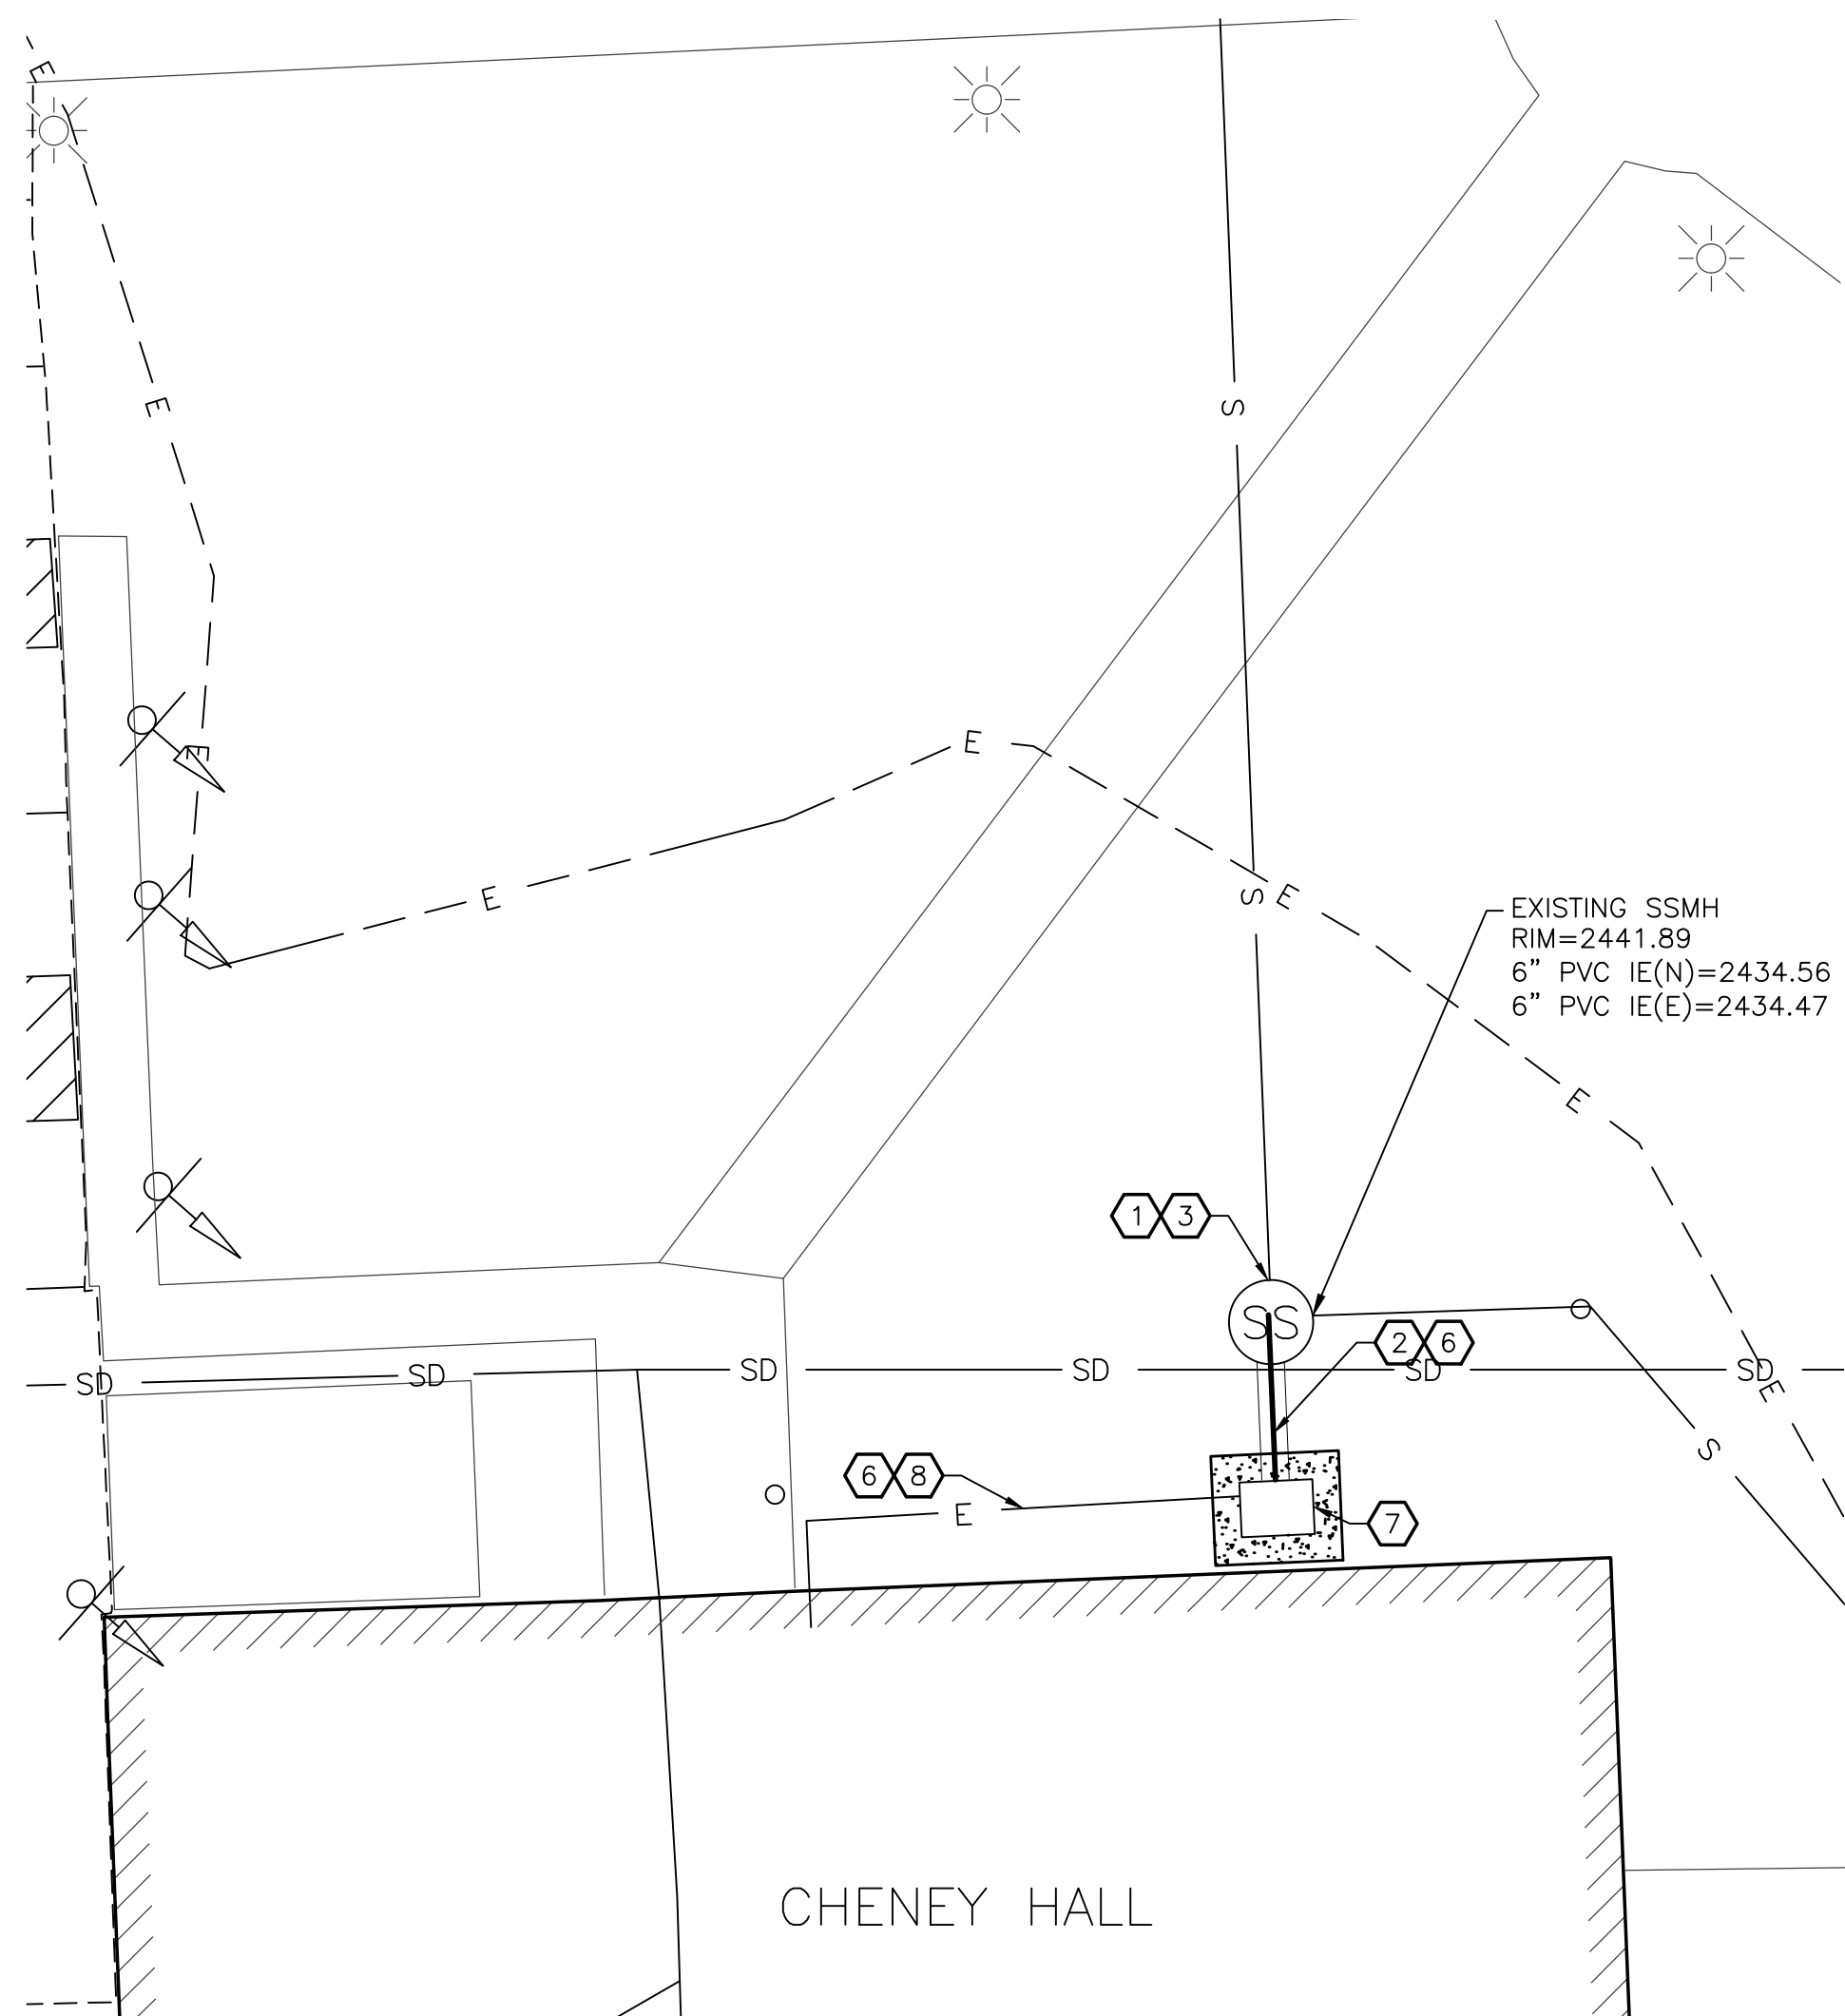 E
E
S
E
E
E
S
E
EXISTING SSMH
RIM=2441.89
6” PVC IE(N)=2434.56
6” PVC IE(E)=2434.47
E
1 3
SS
2 6
SD
SD
SD
SD
SD
SD
E
S
6 8
E
7
CHENEY HALL